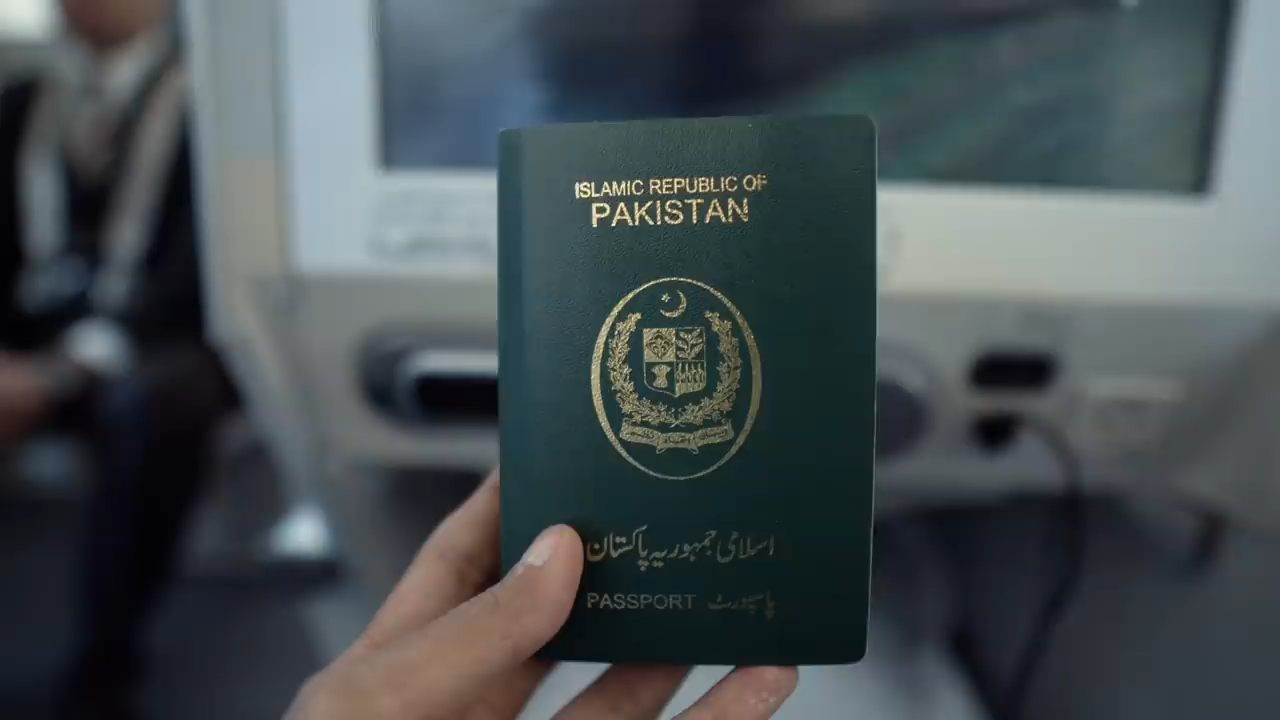 ISLAMIC REPUBLIC OF
PAKISTAN
اسلامی جمہوریہ پاکستان
PASSPORT پاسپورٹ